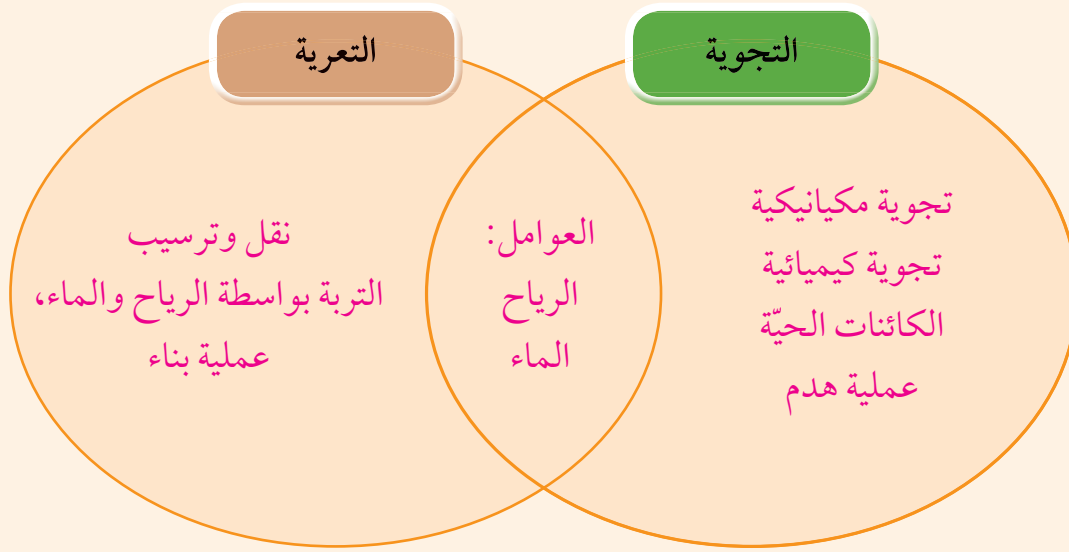 التجوية
التعرية
تجوية مكيانيكية
تجوية كيميائية
الكائنات الحيّة
عملية هدم
العوامل:
الرياح
الماء
نقل وترسيب
التربة بواسطة الرياح والماء،
عملية بناء